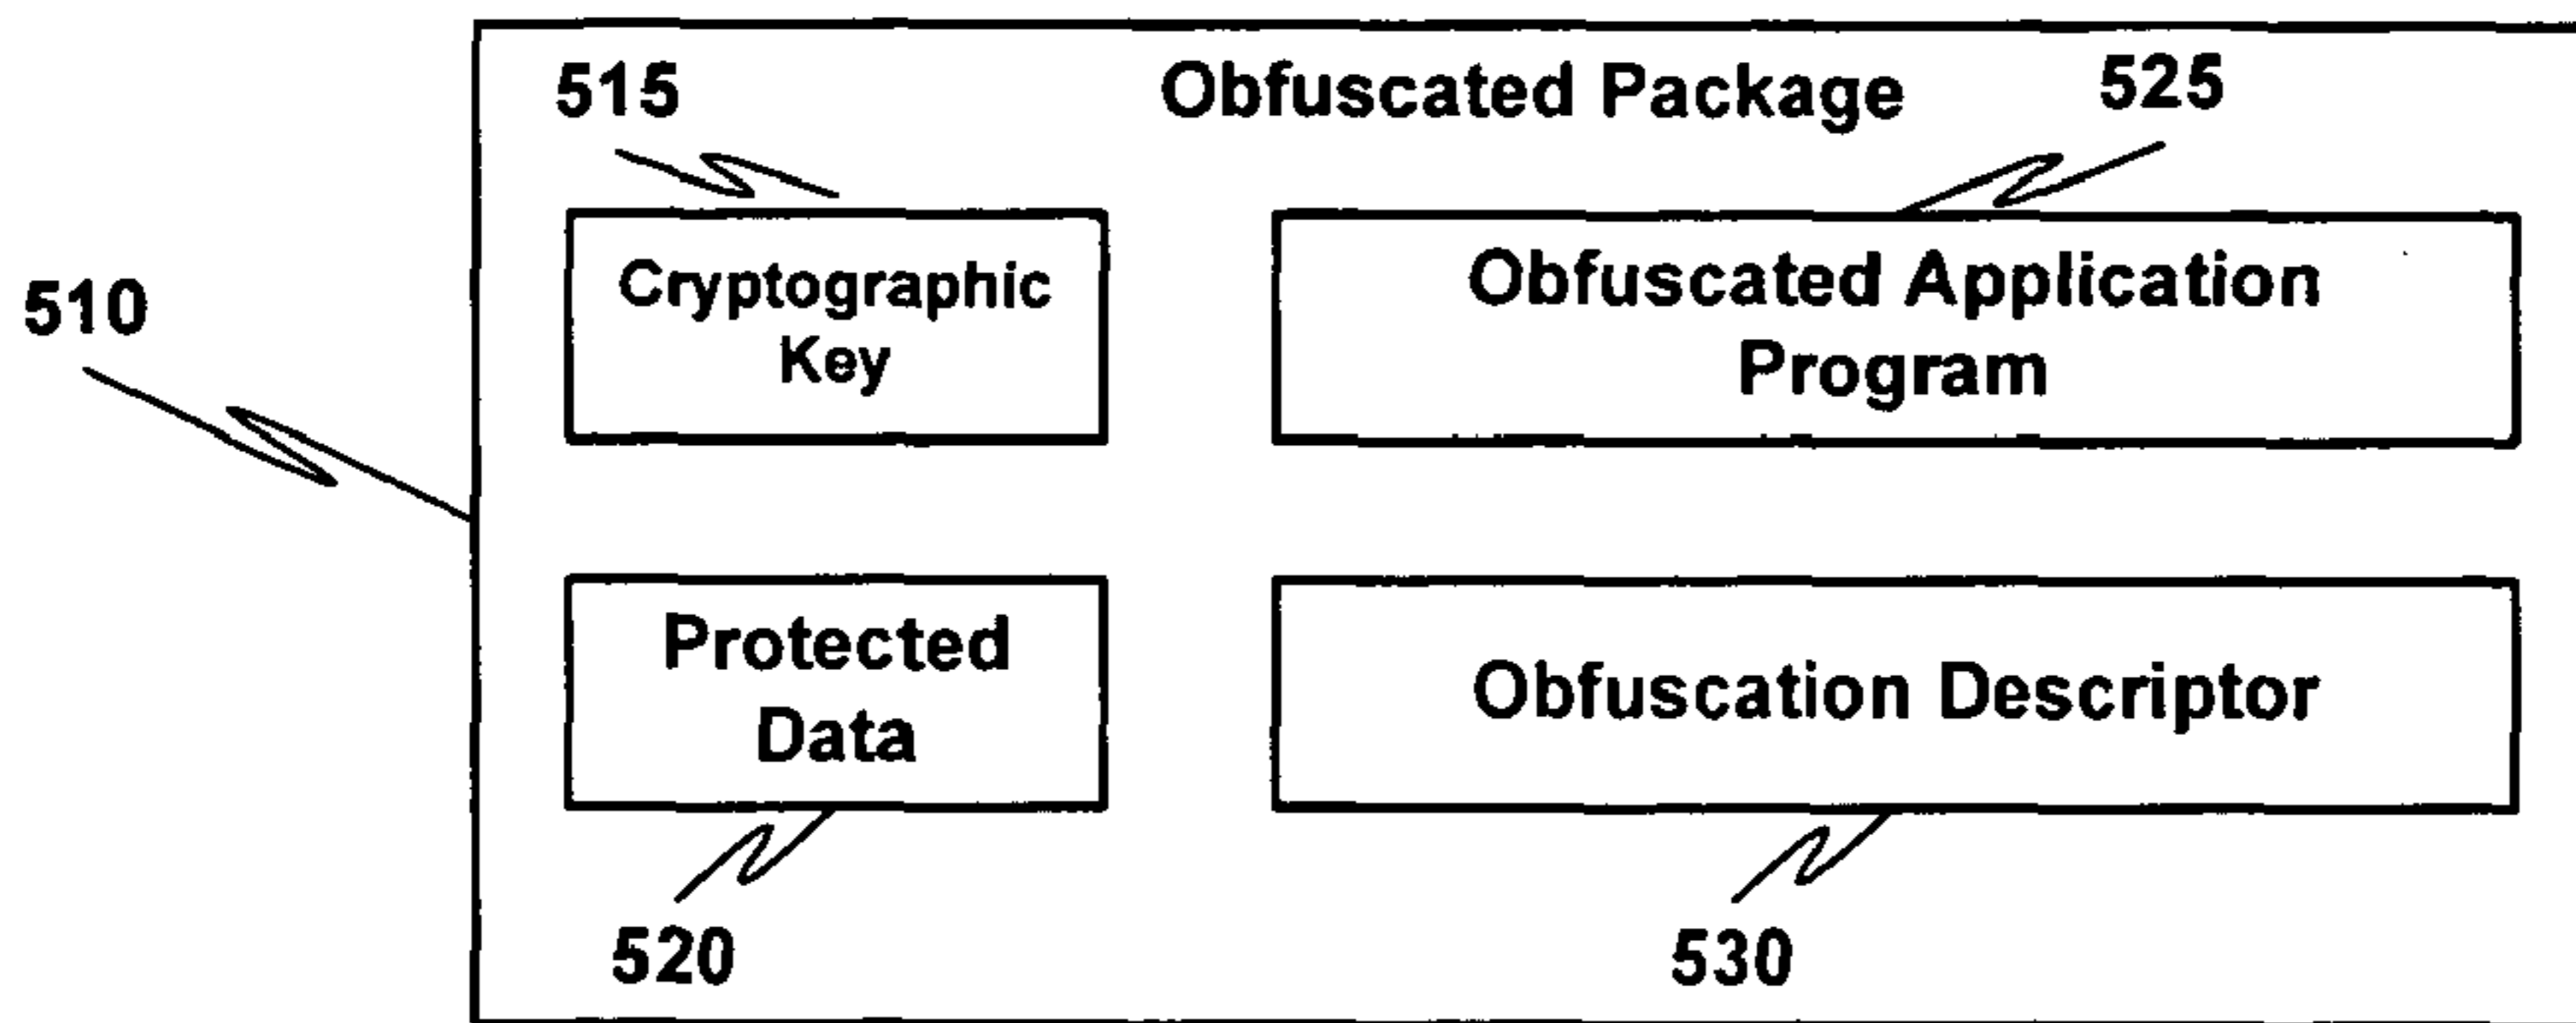 515
Obfuscated Package
525
510
Cryptographic
Key
Obfuscated Application
Program
Protected
Data
Obfuscation Descriptor
520
530